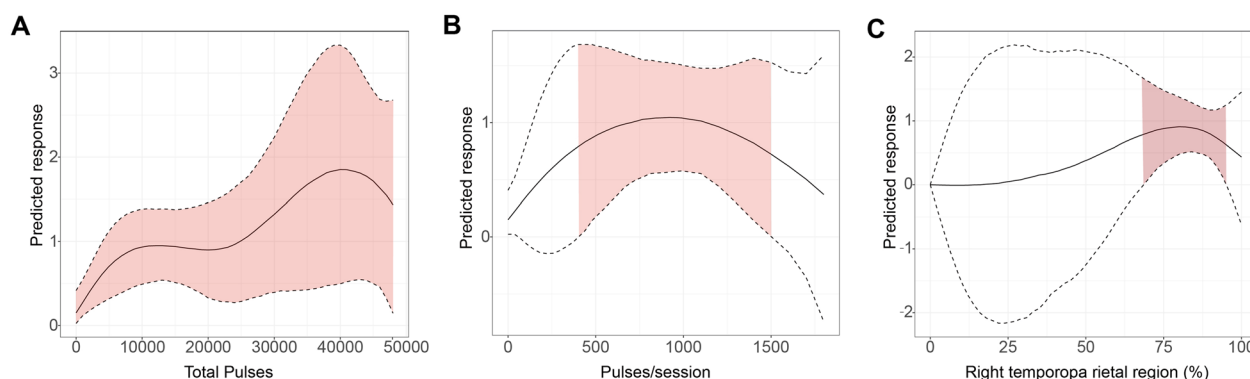 A
Predicted response
3
2
1
0
0 10000 20000 30000 40000 50000
Total Pulses
B
Predicted response
1
0
0 500 1000 1500
Pulses/session
C
Predicted response
2
1
0
-1
-2
0 25 50 75 100
Right temporopa rietal region (%)